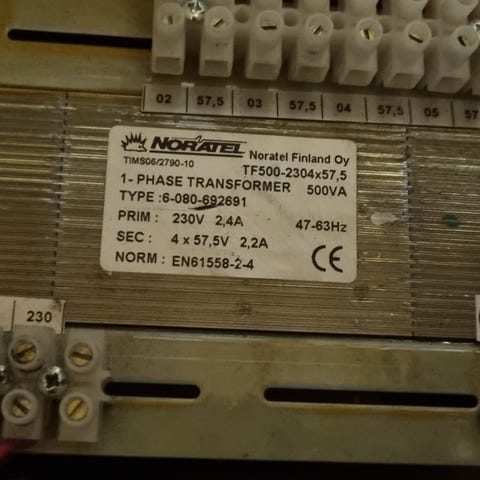 02 57,5 03 57,5 04 57,5 05
NORATEL Noratel Finland Oy
TIMS06/2790-10 TF500-2304x57,5
1- PHASE TRANSFORMER 500VA
TYPE :6-080-692691
PRIM : 230V 2,4A 47-63Hz
SEC : 4 x 57,5V 2,2A
NORM : EN61558-2-4 CE
230